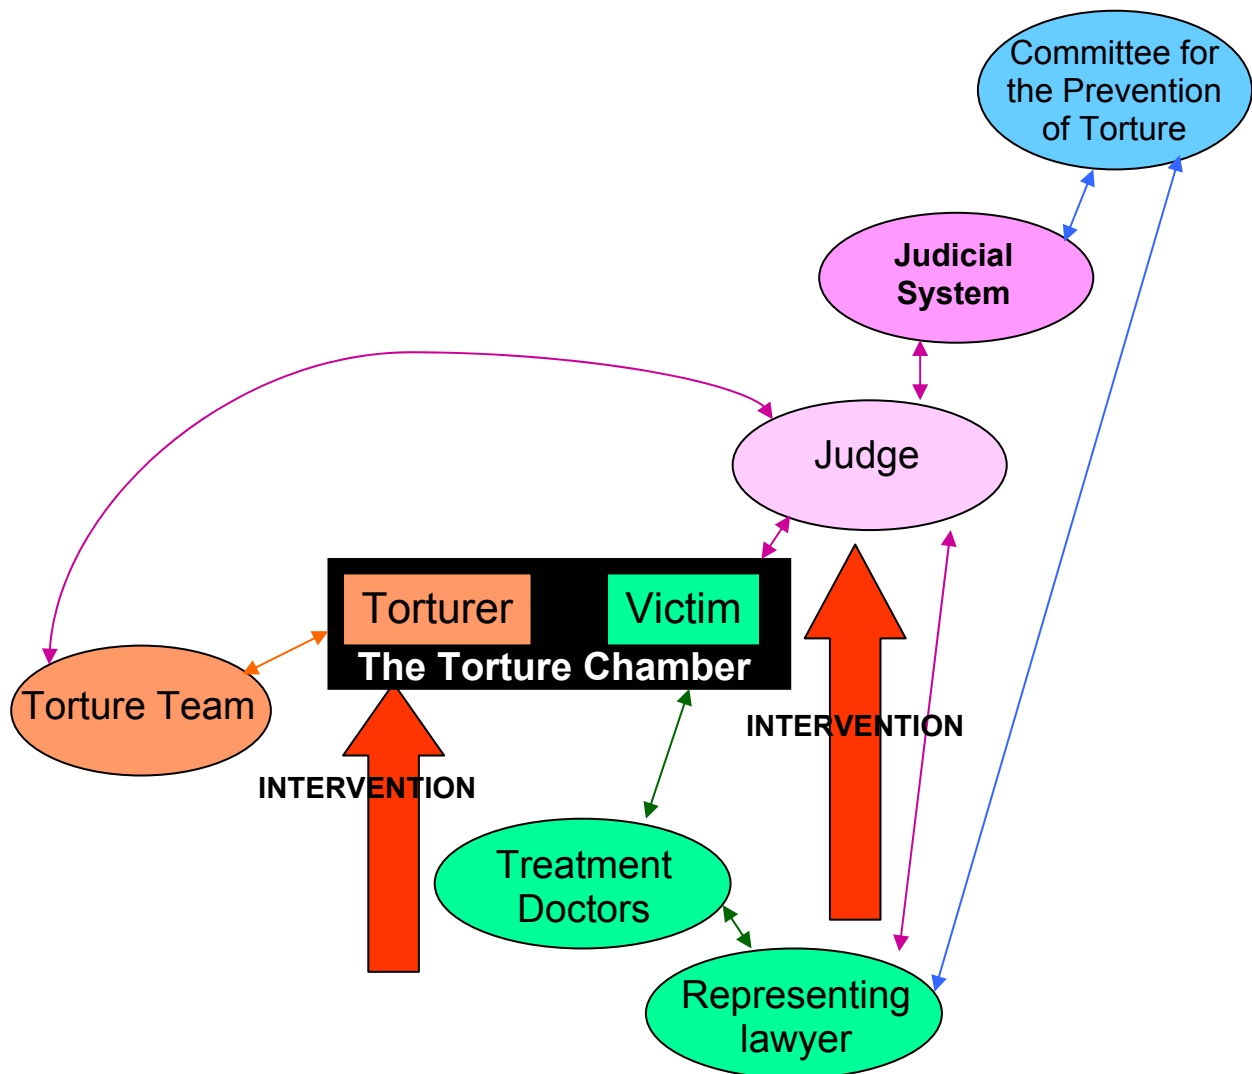 Committee for
the Prevention
of Torture
Judicial
System
Judge
Torturer
Victim
The Torture Chamber
Torture Team
INTERVENTION
INTERVENTION
Treatment
Doctors
Representing
lawyer